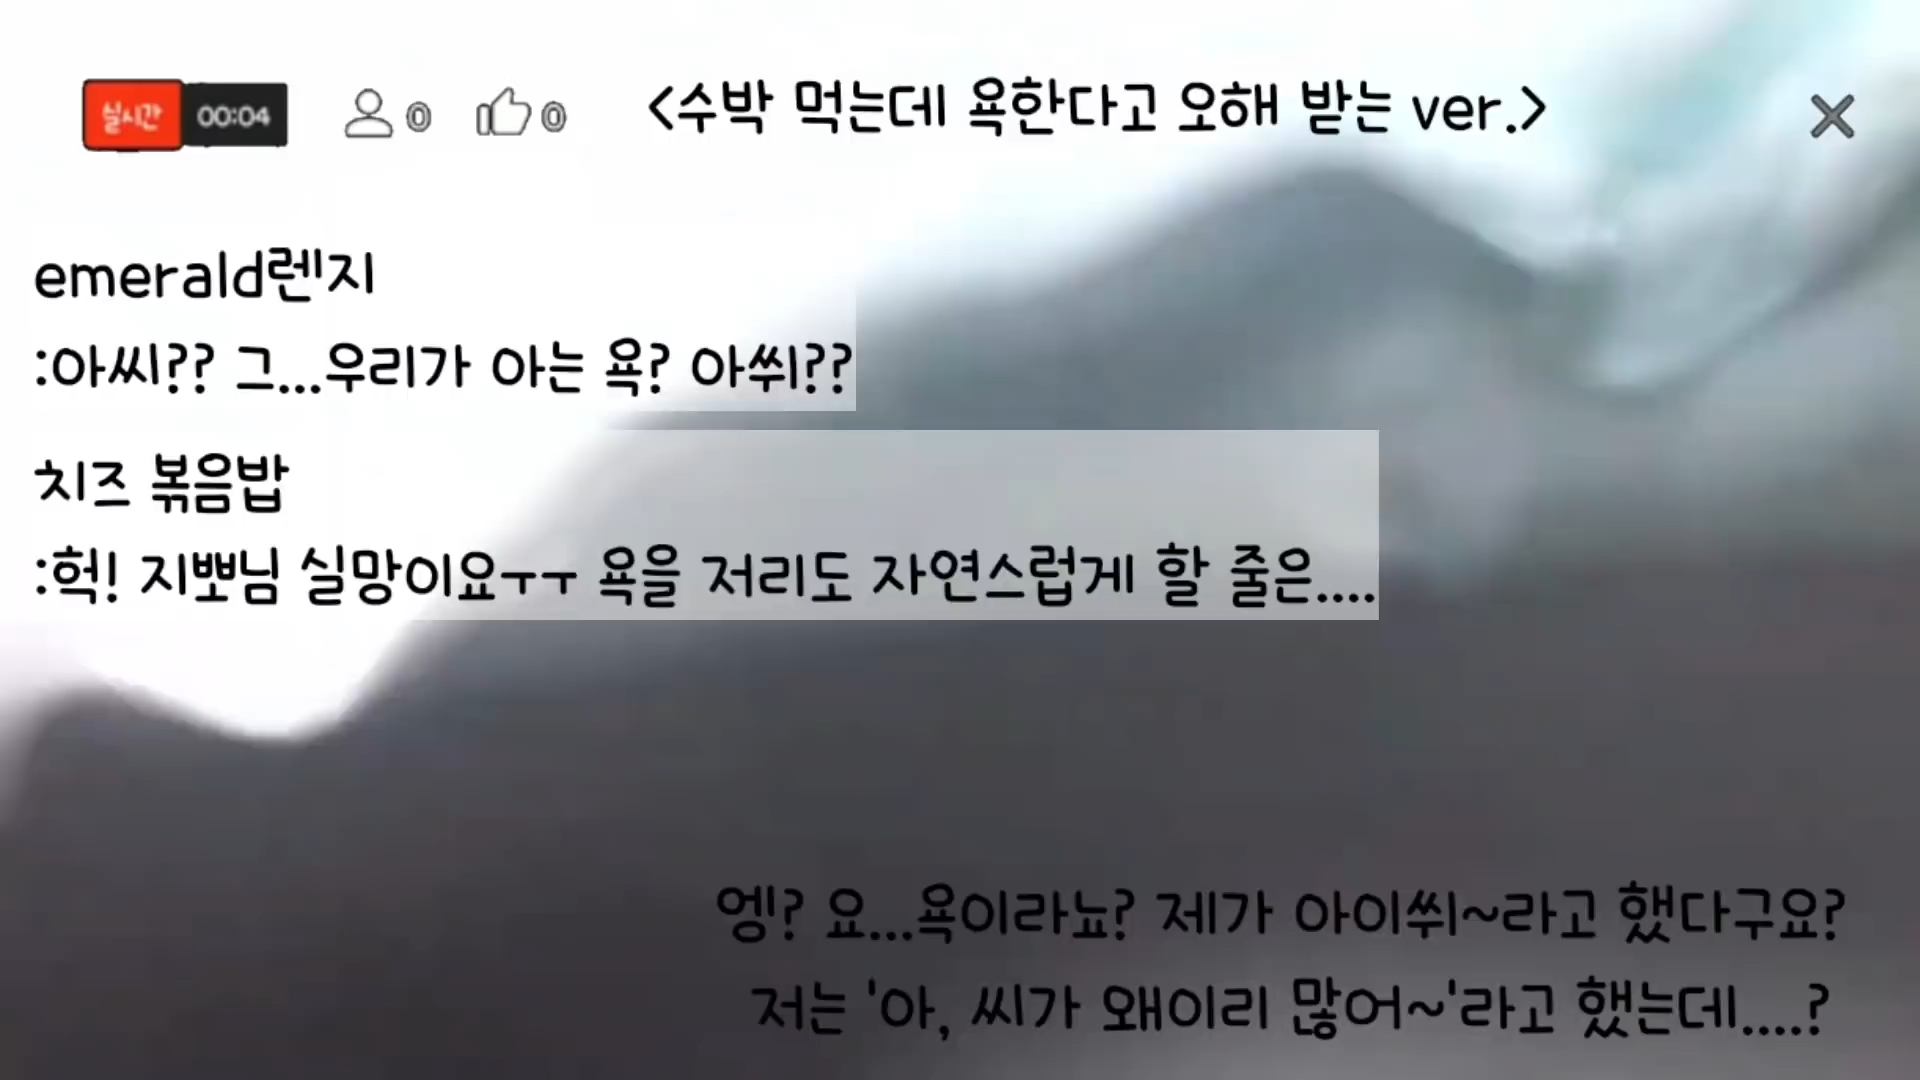 실시간 00:04 0 0 <수박 먹는데 욕한다고 오해 받는 ver.>
emerald렌지
:아씨?? 그...우리가 아는 욕? 아쒸??
치즈 볶음밥
:헉! 지뽀님 실망이요ㅜㅜ 욕을 저리도 자연스럽게 할 줄은....
엥? 요...욕이라뇨? 제가 아이쒸~라고 했다구요?
저는 '아, 씨가 왜이리 많어~'라고 했는데....?